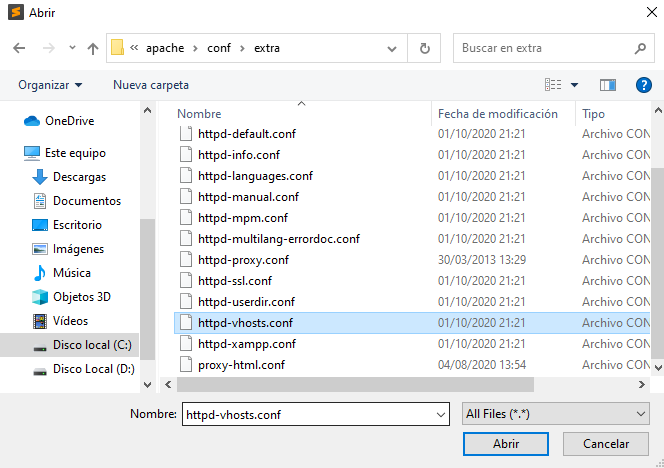 Abrir
« apache > conf > extra
Buscar en extra
Organizar
Nueva carpeta
OneDrive
Este equipo
Descargas
Documentos
Escritorio
Imágenes
Música
Objetos 3D
Vídeos
Disco local (C:)
Disco Local (D:)
Nombre Fecha de modificación Tipo
httpd-default.conf 01/10/2020 21:21 Archivo CON
httpd-info.conf 01/10/2020 21:21 Archivo CON
httpd-languages.conf 01/10/2020 21:21 Archivo CON
httpd-manual.conf 01/10/2020 21:21 Archivo CON
httpd-mpm.conf 01/10/2020 21:21 Archivo CON
httpd-multilang-errordoc.conf 01/10/2020 21:21 Archivo CON
httpd-proxy.conf 30/03/2013 13:29 Archivo CON
httpd-ssl.conf 01/10/2020 21:21 Archivo CON
httpd-userdir.conf 01/10/2020 21:21 Archivo CON
httpd-vhosts.conf 01/10/2020 21:21 Archivo CON
httpd-xampp.conf 01/10/2020 21:21 Archivo CON
proxy-html.conf 04/08/2020 13:54 Archivo CON
Nombre: httpd-vhosts.conf
All Files (*.*)
Abrir
Cancelar